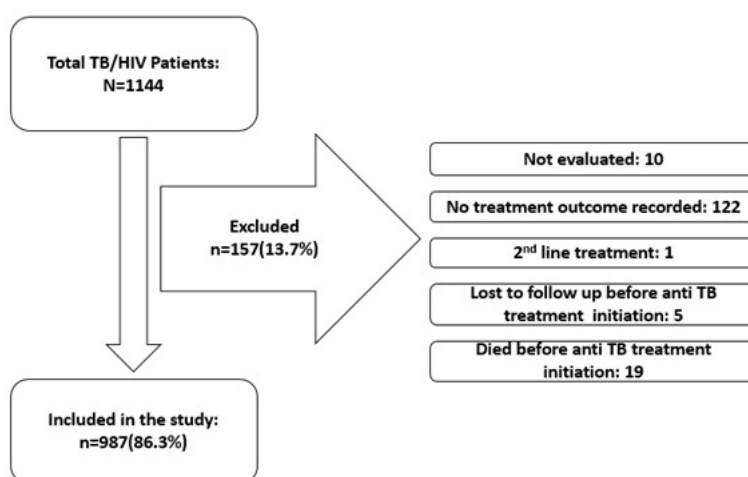 Total TB/HIV Patients:
N=1144
Excluded
n=157(13.7%)
Not evaluated: 10
No treatment outcome recorded: 122
2nd line treatment: 1
Lost to follow up before anti TB
treatment initiation: 5
Died before anti TB treatment
initiation: 19
Included in the study:
n=987(86.3%)